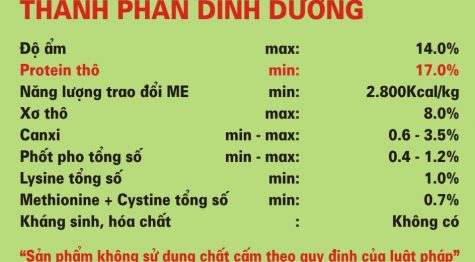 THÀNH PHẦN DINH DƯỠNG
Độ ẩm max: 14.0%
Protein thô min: 17.0%
Năng lượng trao đổi ME min: 2.800Kcal/kg
Xơ thô max: 8.0%
Canxi min - max: 0.6 - 3.5%
Phốt pho tổng số min - max: 0.4 - 1.2%
Lysine tổng số min: 1.0%
Methionine + Cystine tổng số min: 0.7%
Kháng sinh, hóa chất : Không có
“Sản phẩm không sử dụng chất cấm theo quy định của luật pháp”